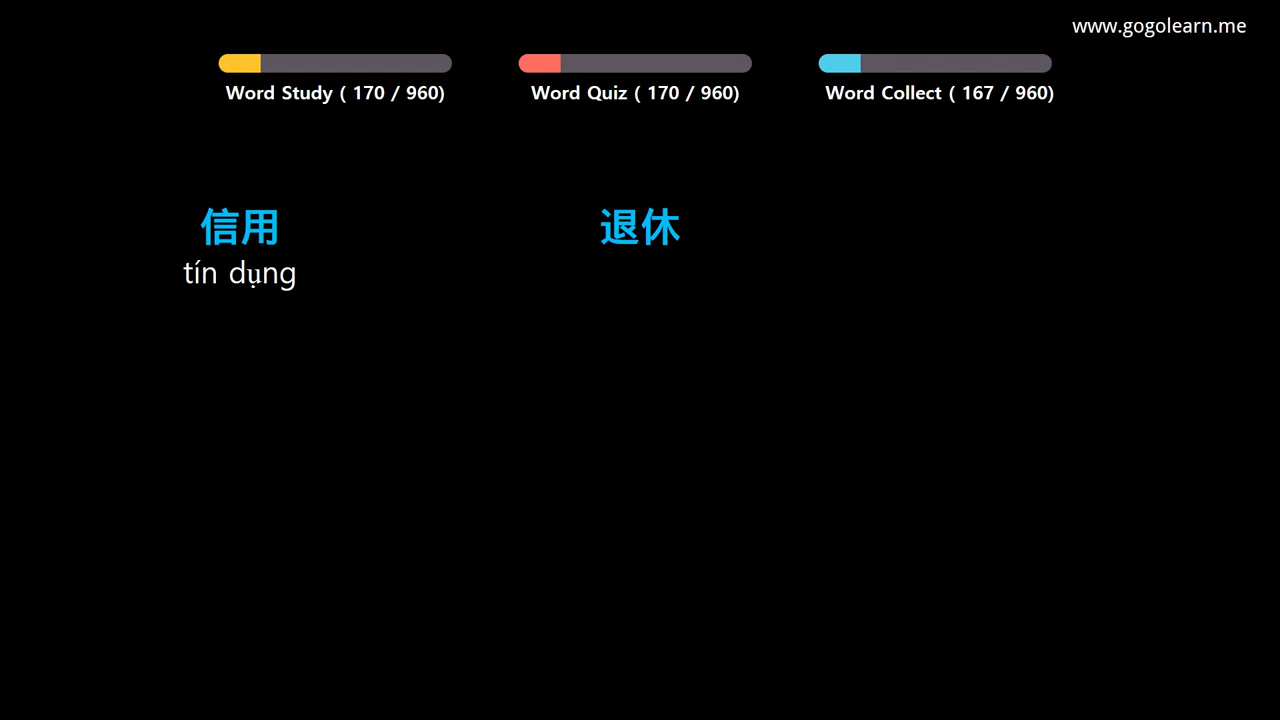 www.gogolearn.me
Word Study ( 170 / 960)
Word Quiz ( 170 / 960)
Word Collect ( 167 / 960)
信用
tín dụng
退休